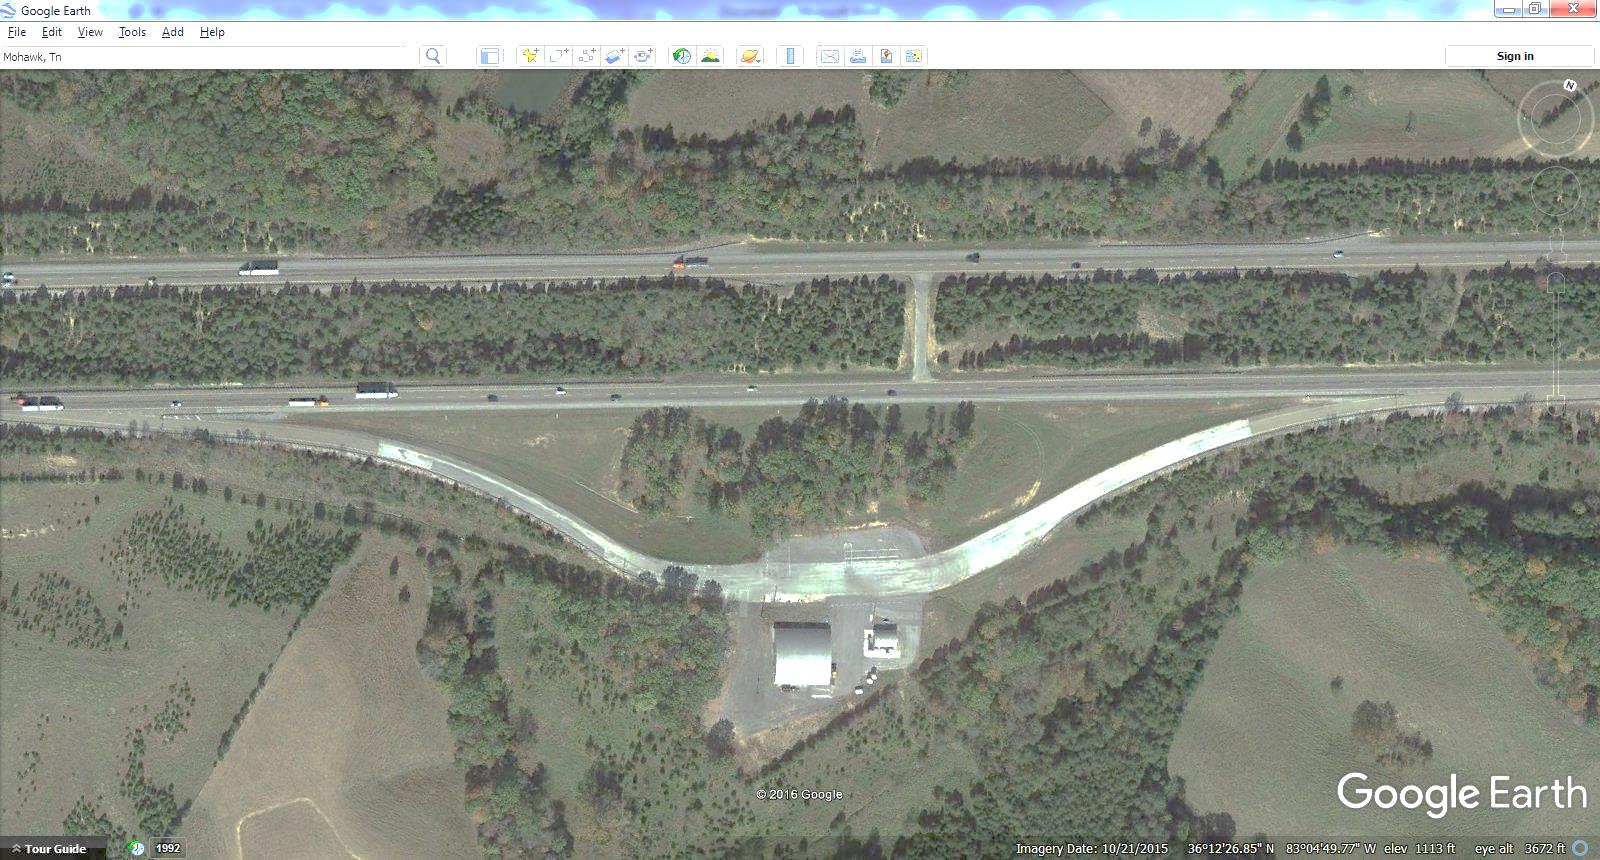 Google Earth
File Edit View Tools Add Help
Mohawk, Tn
Sign in
N
© 2016 Google
Google Earth
Tour Guide
1992
Imagery Date: 10/21/2015 36°12'26.85" N 83°04'49.77" W elev 1113 ft eye alt 3672 ft